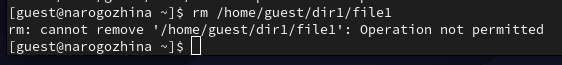 [guest@narogozhina ~]$ rm /home/guest/dir1/file1
rm: cannot remove '/home/guest/dir1/file1': Operation not permitted
[guest@narogozhina ~]$